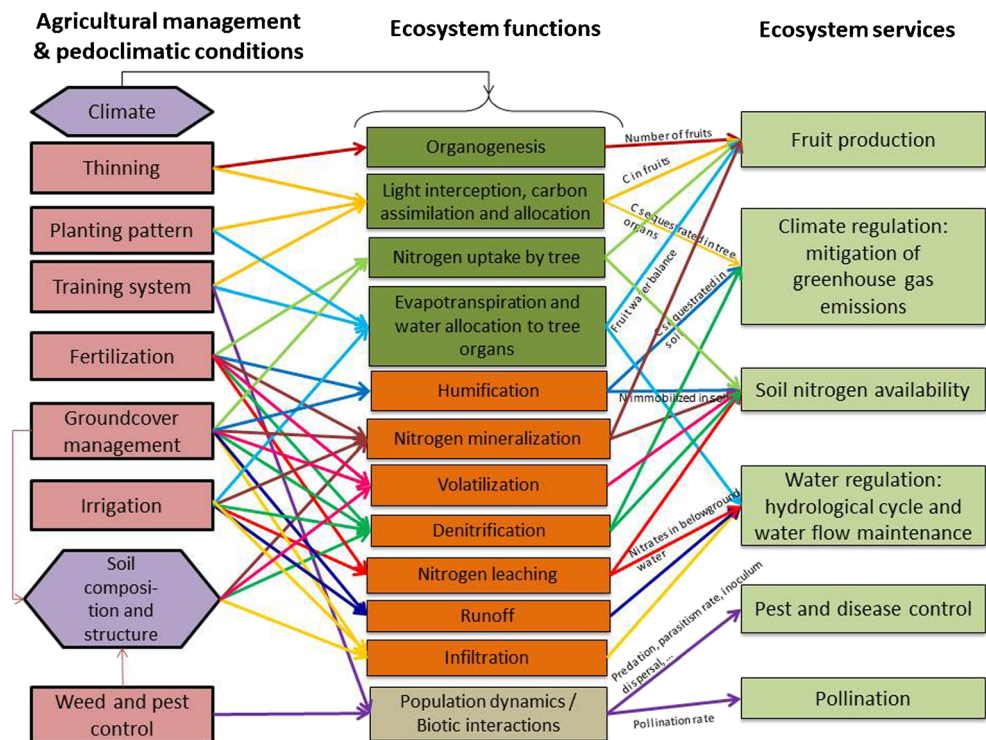 Agricultural management
& pedoclimatic conditions
Ecosystem functions
Ecosystem services
Climate
Thinning
Planting pattern
Training system
Fertilization
Groundcover
management
Irrigation
Soil
composi-
tion and
structure
Weed and pest
control
Organogenesis
Light interception, carbon
assimilation and allocation
Nitrogen uptake by tree
Evapotranspiration and
water allocation to tree
organs
Humification
Nitrogen mineralization
Volatilization
Denitrification
Nitrogen leaching
Runoff
Infiltration
Population dynamics /
Biotic interactions
Number of fruits
C in fruits
C sequestrated in tree
organs
Fruit water balance
C sequestrated in
soil
N immobilized in soil
Nitrates in belowground
water
Predation, parasitism rate, inoculum
dispersal, ...
Pollination rate
Fruit production
Climate regulation:
mitigation of
greenhouse gas
emissions
Soil nitrogen availability
Water regulation:
hydrological cycle and
water flow maintenance
Pest and disease control
Pollination